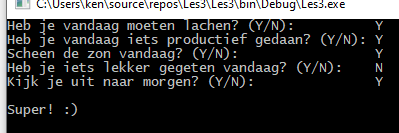 C:\Users\ken\source\repos\Les3\Les3\bin\Debug\Les3.exe
Heb je vandaag moeten lachen? (Y/N): Y
Heb je vandaag iets productief gedaan? (Y/N): Y
Scheen de zon vandaag? (Y/N): Y
Heb je iets lekker gegeten vandaag? (Y/N): N
Kijk je uit naar morgen? (Y/N): Y
Super! :)